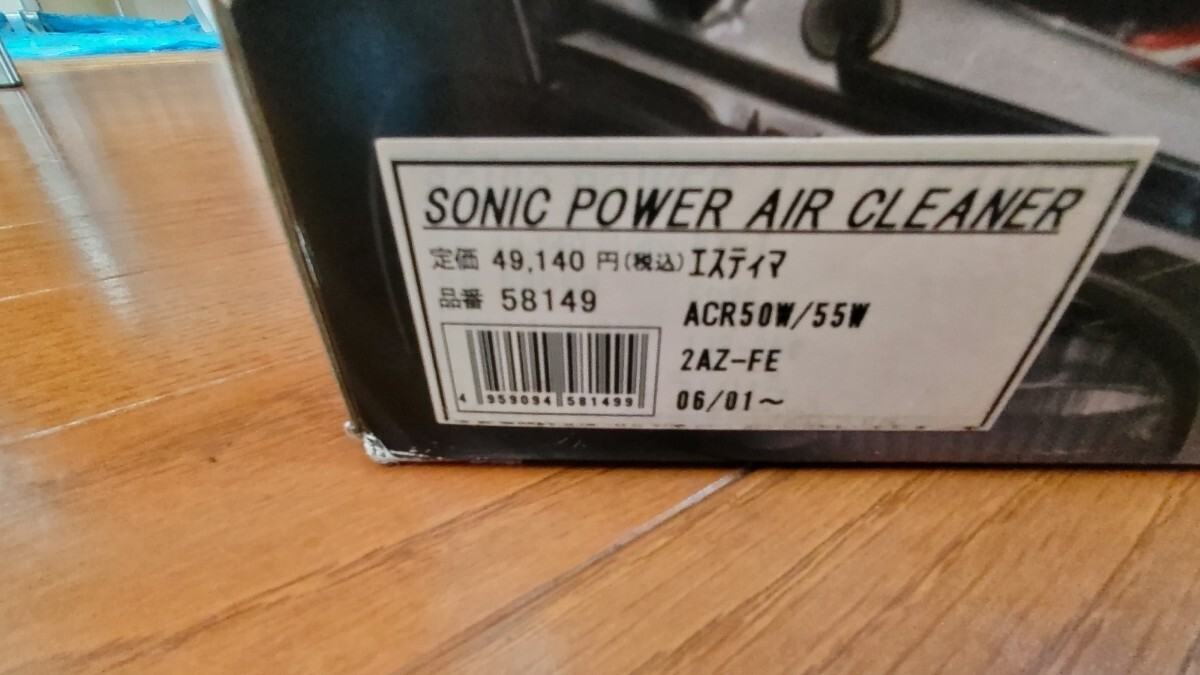 SONIC POWER AIR CLEANER
定価 49,140 円(税込) エスティマ
品番 58149
ACR50W/55W
2AZ-FE
06/01～
4 959094 581499